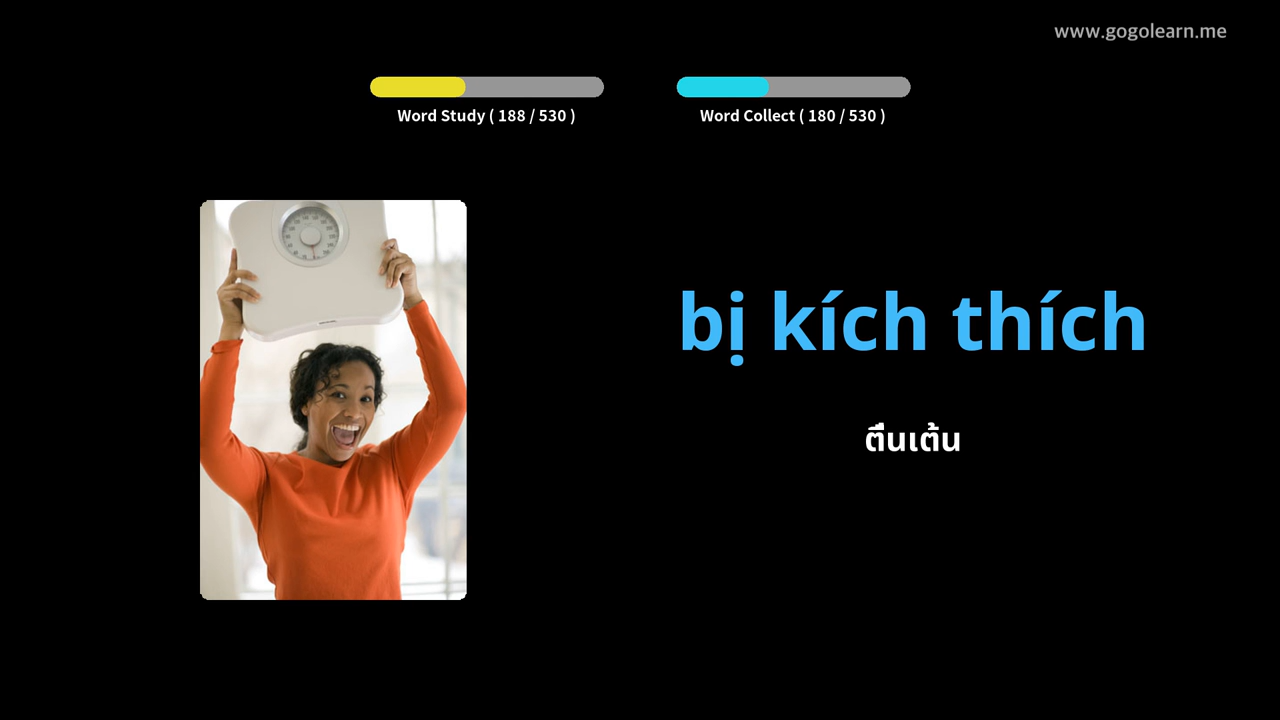 www.gogolearn.me
Word Study ( 188 / 530 )
Word Collect ( 180 / 530 )
bị kích thích
ตื่นเต้น